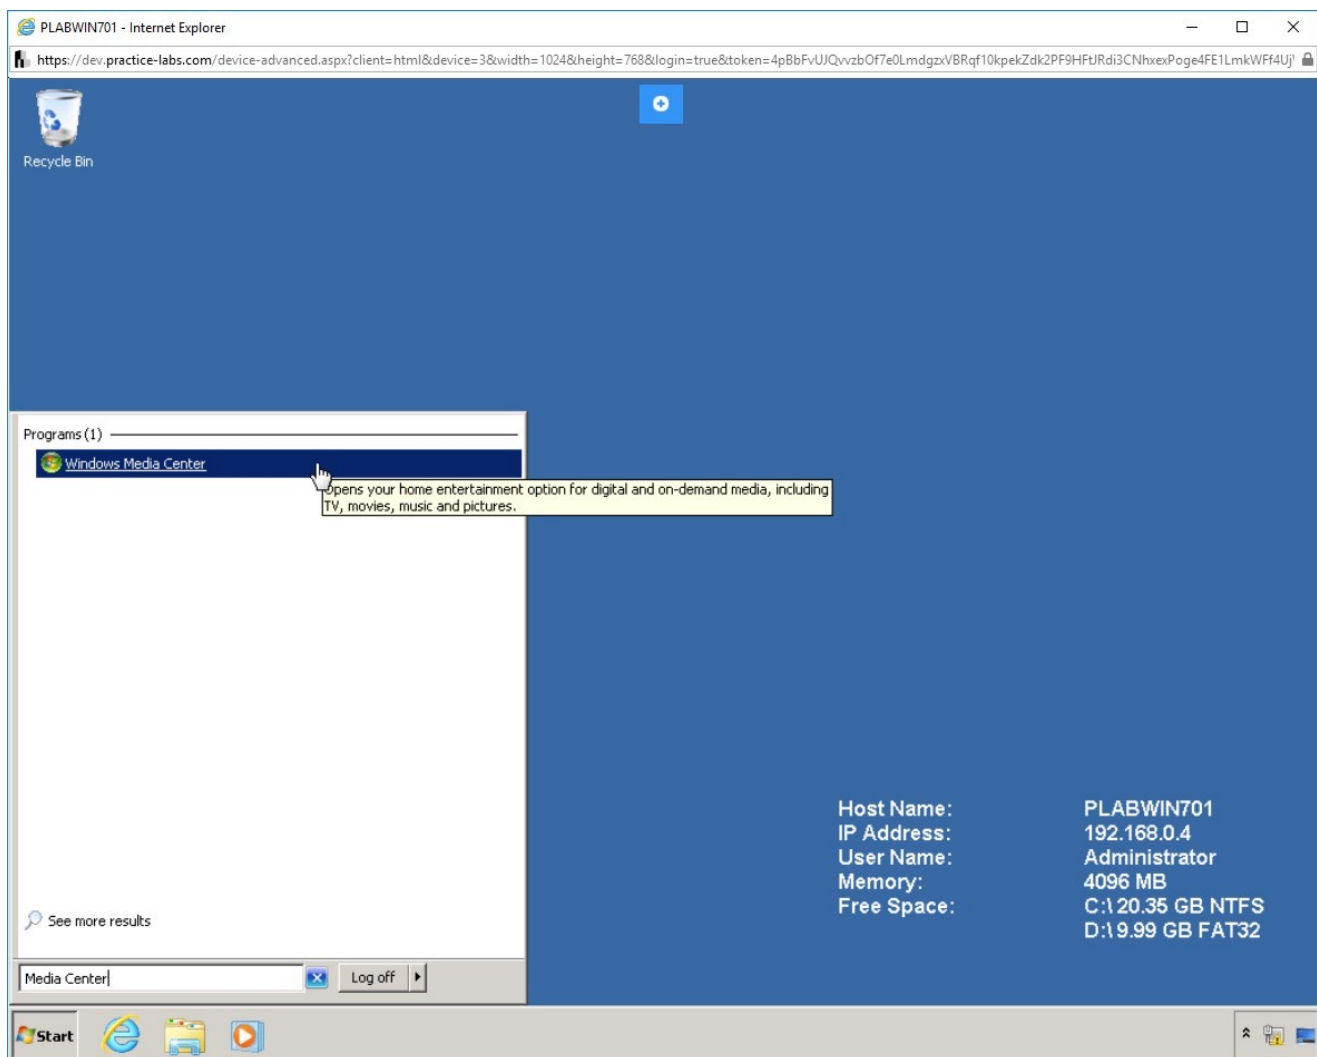 PLABWIN701 - Internet Explorer
https://dev.practice-labs.com/device-advanced.aspx?client=html&device=3&width=1024&height=768&login=true&token=4pBbFvUJQvvzbOf7e0LmdgzxVBRqf10kpekZdk2PF9HFtJRdi3CNhxexPoge4FE1LmkWFf4Uj
Recycle Bin
Programs (1)
Windows Media Center
Opens your home entertainment option for digital and on-demand media, including
TV, movies, music and pictures.
Host Name: PLABWIN701
IP Address: 192.168.0.4
User Name: Administrator
Memory: 4096 MB
Free Space: C:\ 20.35 GB NTFS
D:\ 9.99 GB FAT32
See more results
Media Center
Log off
Start